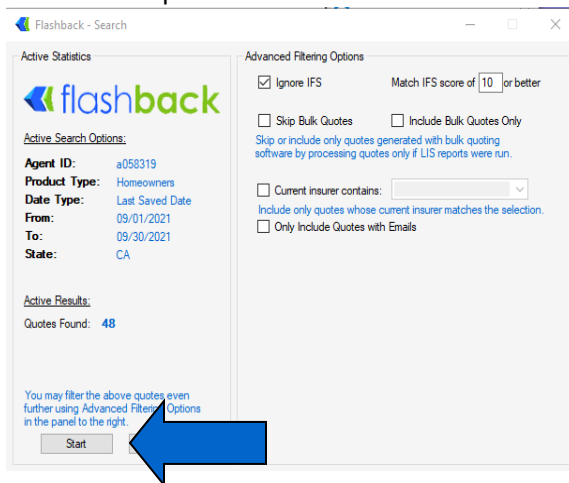 Flashback - Search
Active Statistics
flashback
Active Search Options:
Agent ID: a058319
Product Type: Homeowners
Date Type: Last Saved Date
From: 09/01/2021
To: 09/30/2021
State: CA
Active Results:
Quotes Found: 48
You may filter the above quotes even
further using Advanced Filtering Options
in the panel to the right.
Start
Advanced Filtering Options
Ignore IFS Match IFS score of 10 or better
Skip Bulk Quotes Include Bulk Quotes Only
Skip or include only quotes generated with bulk quoting
software by processing quotes only if LIS reports were run.
Current insurer contains:
Include only quotes whose current insurer matches the selection.
Only Include Quotes with Emails